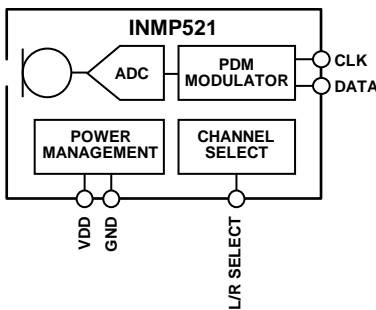 INMP521
ADC
PDM
MODULATOR
CLK
DATA
POWER
MANAGEMENT
CHANNEL
SELECT
VDD
GND
L/R SELECT